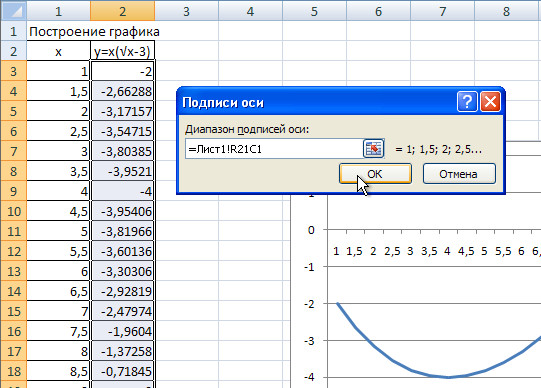 1 2 3 4 5 6 7 8
1 Построение графика
2 x y=x(√x-3)
3 1 -2
4 1,5 -2,66288
5 2 -3,17157
6 2,5 -3,54715
7 3 -3,80385
8 3,5 -3,9521
9 4 -4
10 4,5 -3,95406
11 5 -3,81966
12 5,5 -3,60136
13 6 -3,30306
14 6,5 -2,92819
15 7 -2,47974
16 7,5 -1,9604
17 8 -1,37258
18 8,5 -0,71845
Подписи оси
?
Диапазон подписей оси:
=Лист1!R21C1 = 1; 1,5; 2; 2,5...
ОК Отмена
1
0
1 1,5 2 2,5 3 3,5 4 4,5 5 5,5 6 6,5
-1
-2
-3
-4